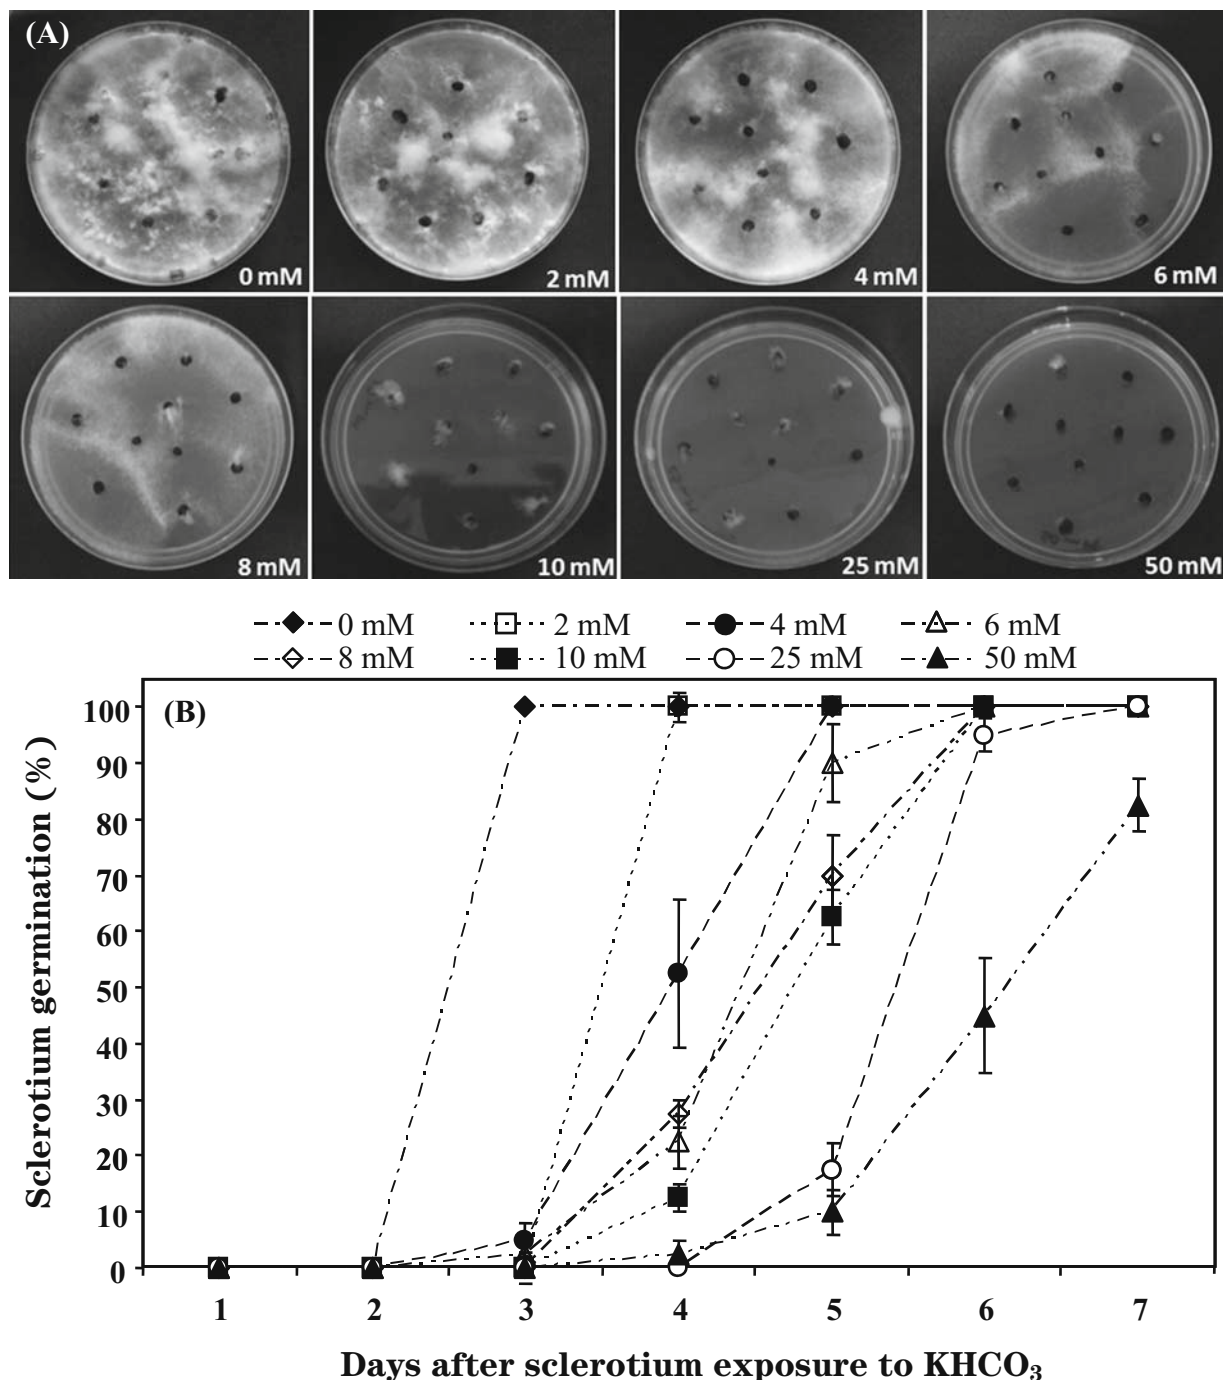 (A)
0 mM
2 mM
4 mM
6 mM
8 mM
10 mM
25 mM
50 mM
0 mM
2 mM
4 mM
6 mM
8 mM
10 mM
25 mM
50 mM
(B)
Sclerotium germination (%)
100
90
80
70
60
50
40
30
20
10
0
1 2 3 4 5 6 7
Days after sclerotium exposure to KHCO₃